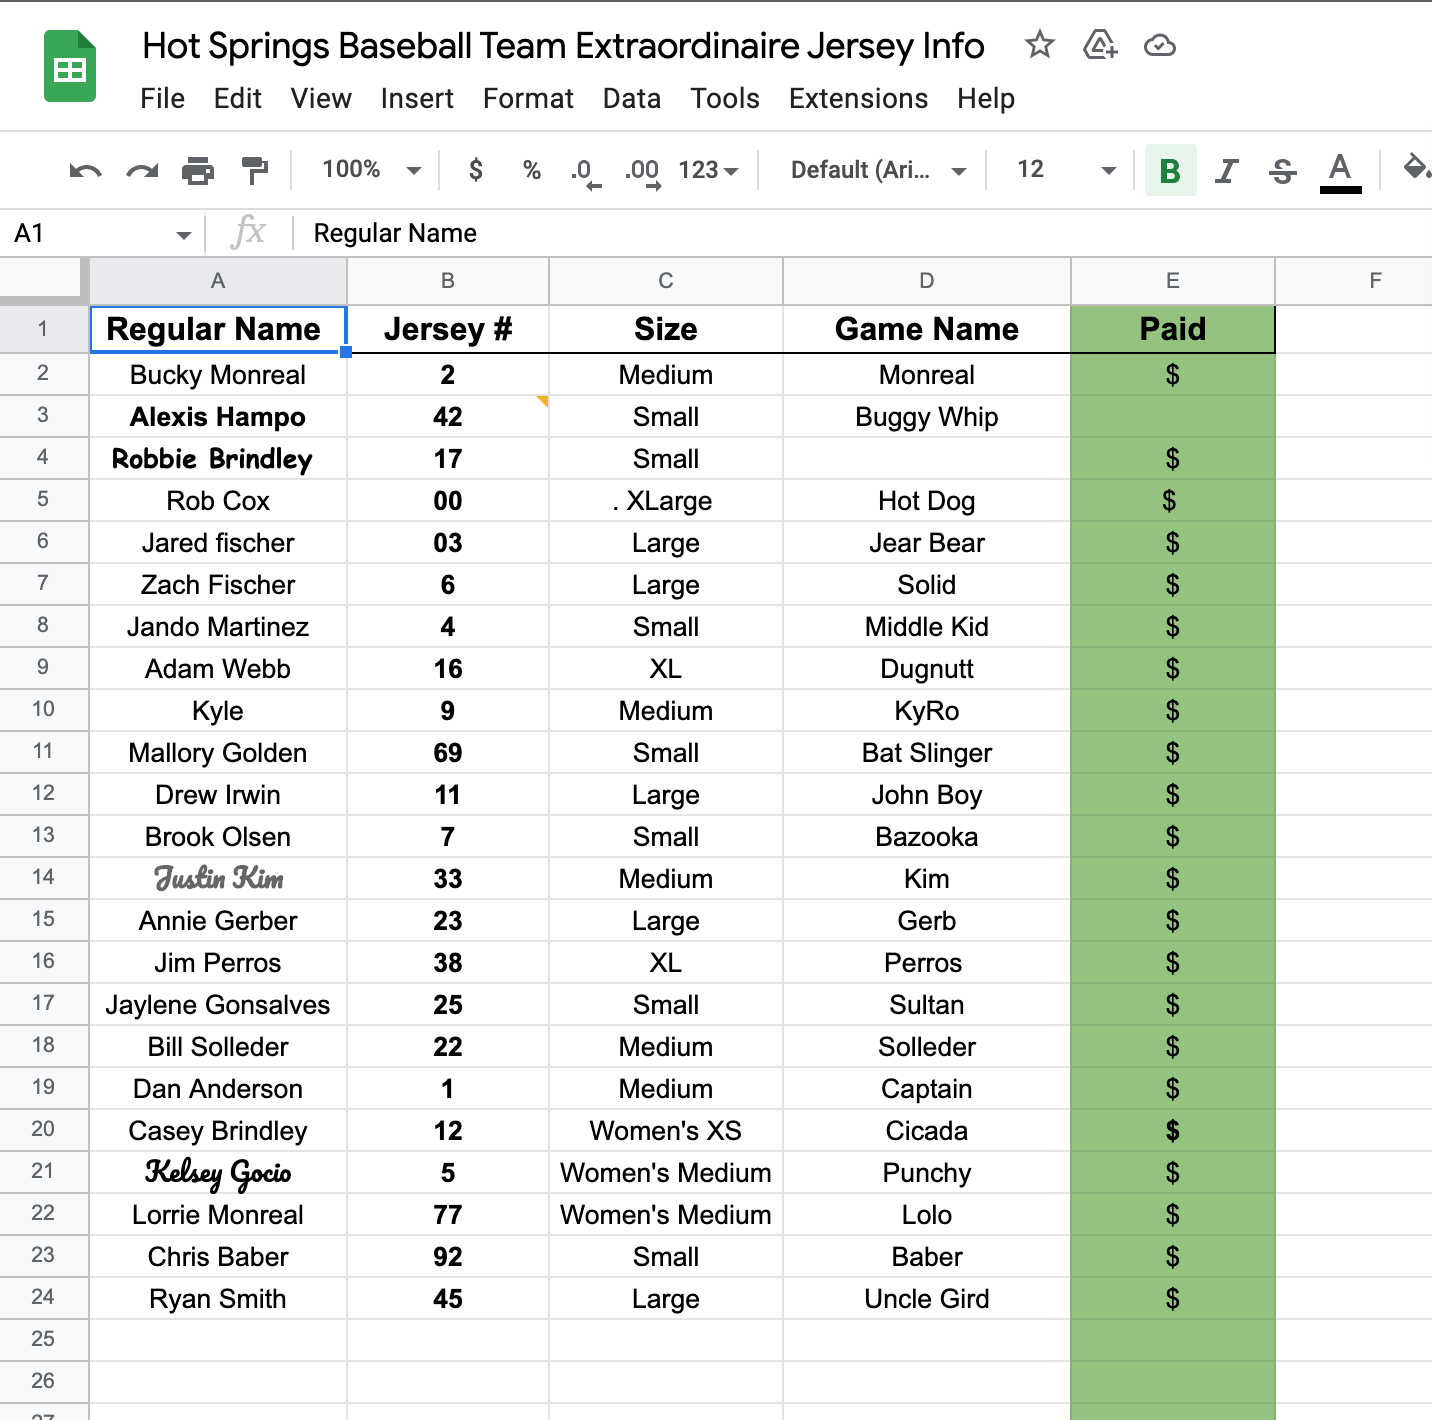 Hot Springs Baseball Team Extraordinaire Jersey Info
File Edit View Insert Format Data Tools Extensions Help
100% $ % .0 .00 123 Default (Ari... 12 B I S A
A1 fx Regular Name
A B C D E F
1 Regular Name Jersey # Size Game Name Paid
2 Bucky Monreal 2 Medium Monreal $
3 Alexis Hampo 42 Small Buggy Whip
4 Robbie Brindley 17 Small $
5 Rob Cox 00 . XLarge Hot Dog $
6 Jared fischer 03 Large Jear Bear $
7 Zach Fischer 6 Large Solid $
8 Jando Martinez 4 Small Middle Kid $
9 Adam Webb 16 XL Dugnutt $
10 Kyle 9 Medium KyRo $
11 Mallory Golden 69 Small Bat Slinger $
12 Drew Irwin 11 Large John Boy $
13 Brook Olsen 7 Small Bazooka $
14 Justin Kim 33 Medium Kim $
15 Annie Gerber 23 Large Gerb $
16 Jim Perros 38 XL Perros $
17 Jaylene Gonsalves 25 Small Sultan $
18 Bill Solleder 22 Medium Solleder $
19 Dan Anderson 1 Medium Captain $
20 Casey Brindley 12 Women's XS Cicada $
21 Kelsey Gocio 5 Women's Medium Punchy $
22 Lorrie Monreal 77 Women's Medium Lolo $
23 Chris Baber 92 Small Baber $
24 Ryan Smith 45 Large Uncle Gird $
25
26
27